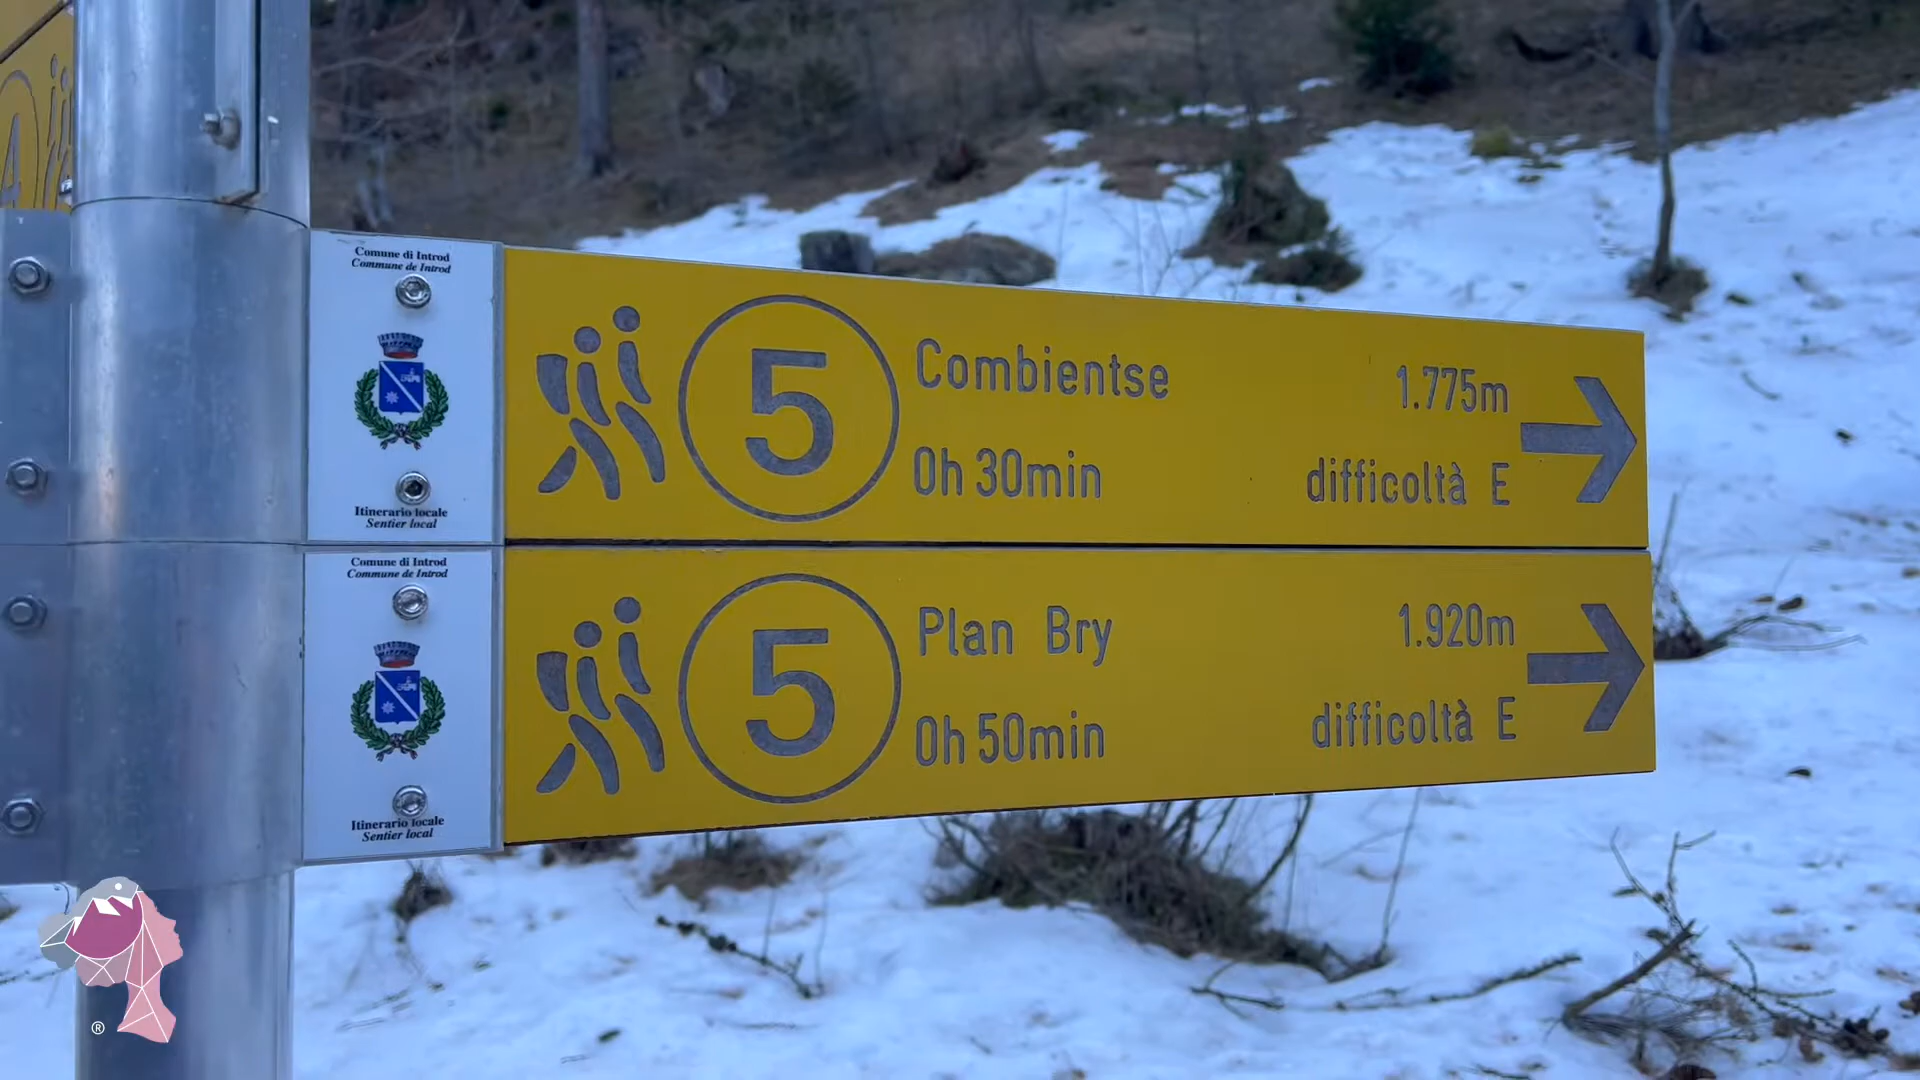 Comune di Introd
Commune de Introd
Itinerario locale
Sentier local
5
Combientse
1.775m
0h 30min
difficoltà E
Comune di Introd
Commune de Introd
Itinerario locale
Sentier local
5
Plan Bry
1.920m
0h 50min
difficoltà E
®